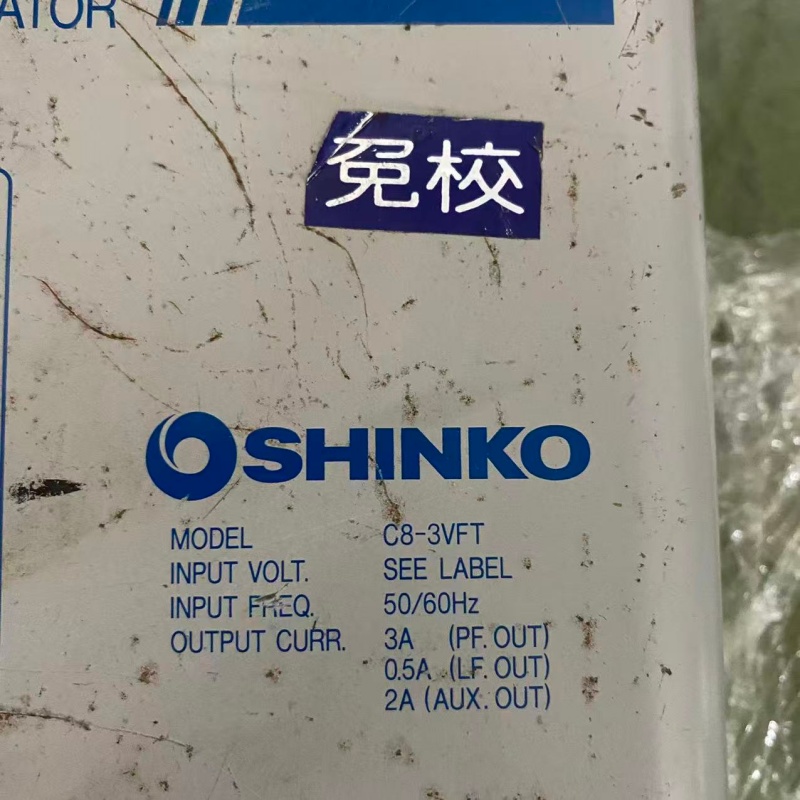 ATOR
免校
SHINKO
MODEL C8-3VFT
INPUT VOLT. SEE LABEL
INPUT FREQ. 50/60Hz
OUTPUT CURR. 3A (PF. OUT)
0.5A (LF. OUT)
2A (AUX. OUT)